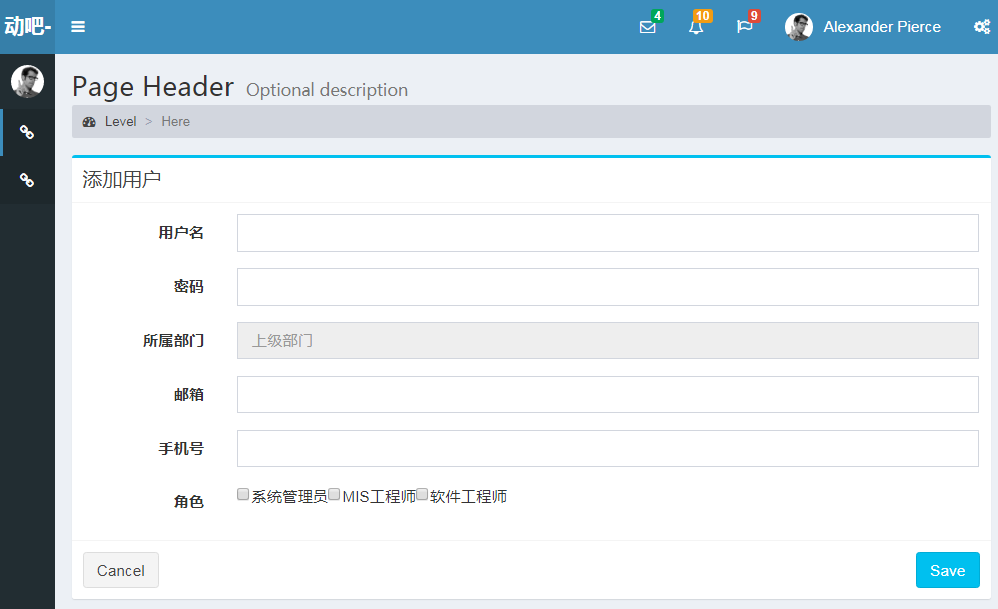 动吧-
4 10 9 Alexander Pierce
Page Header Optional description
Level > Here
添加用户
用户名
密码
所属部门 上级部门
邮箱
手机号
角色 系统管理员 MIS工程师 软件工程师
Cancel Save